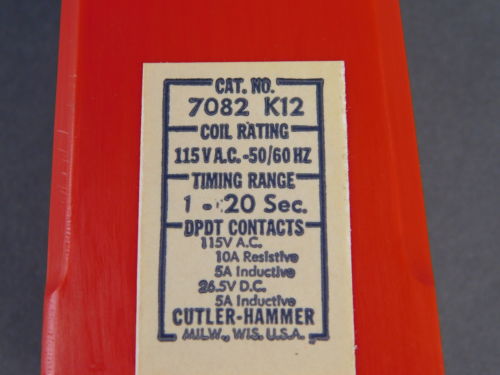 CAT. NO.
7082 K12
COIL RATING
115 V A.C. -50/60 HZ
TIMING RANGE
1 - 20 Sec.
DPDT CONTACTS
115V A.C.
10A Resistive
5A Inductive
26.5V D.C.
5A Inductive
CUTLER-HAMMER
MILW., WIS. U.S.A.